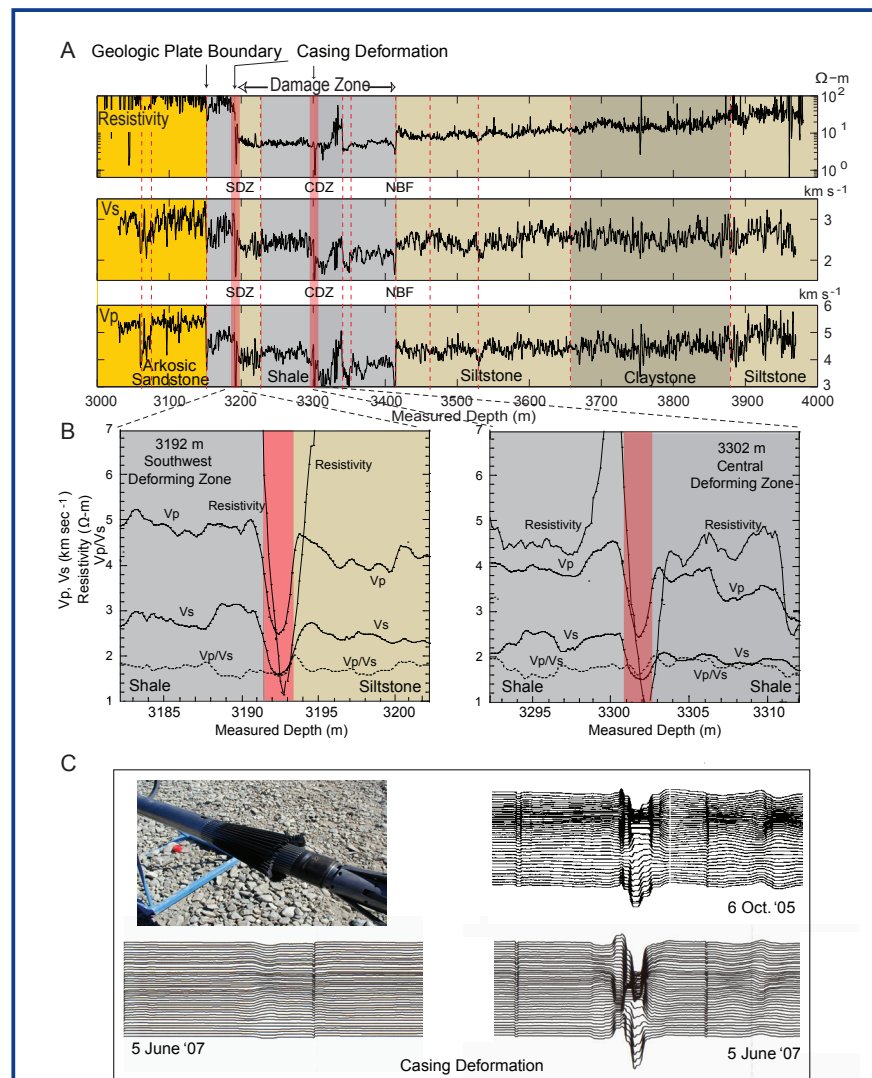 A
Geologic Plate Boundary Casing Deformation
Damage Zone
Ω-m
Resistivity
10²
10¹
10⁰
SDZ CDZ NBF
km s⁻¹
Vs
3
2
SDZ CDZ NBF
km s⁻¹
Vp
6
5
4
3
Arkosic
Sandstone
Shale
Siltstone
Claystone
Siltstone
3000 3100 3200 3300 3400 3500 3600 3700 3800 3900 4000
Measured Depth (m)
B
Vp, Vs (km sec⁻¹)
Resistivity (Ω-m)
Vp/Vs
7
6
5
4
3
2
1
3192 m
Southwest
Deforming Zone
Resistivity
Vp
Resistivity
Vp
Vs
Vs
Vp/Vs
Vp/Vs
Shale
Siltstone
3185 3190 3195 3200
Measured Depth (m)
7
6
5
4
3
2
1
3302 m
Central
Deforming Zone
Resistivity
Resistivity
Vp
Vp
Vs
Vs
Vp/Vs
Vp/Vs
Shale
Shale
3295 3300 3305 3310
Measured Depth (m)
C
6 Oct. ‘05
5 June ‘07
5 June ‘07
Casing Deformation